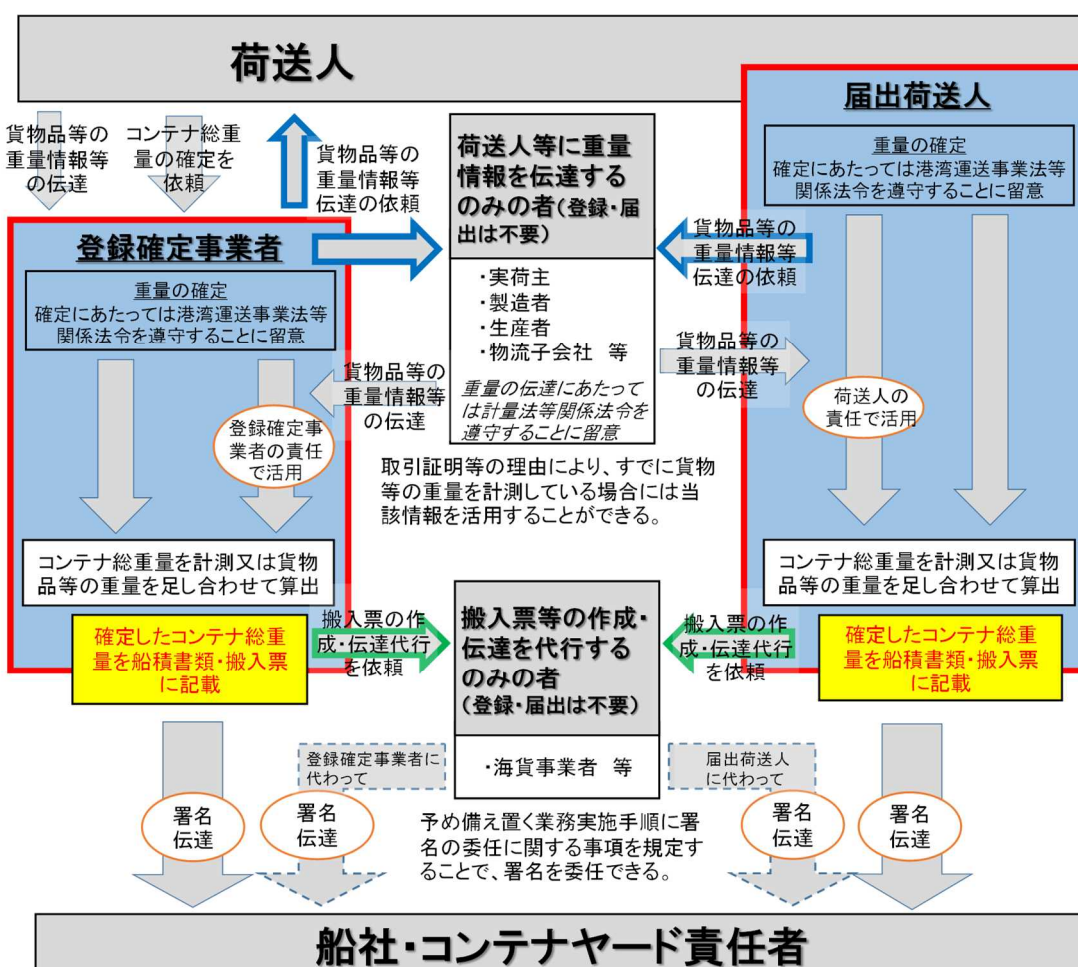 荷送人
届出荷送人
貨物品等の
重量情報等
の伝達
コンテナ総重
量の確定を
依頼
貨物品等の
重量情報等
伝達の依頼
荷送人等に重量
情報を伝達する
のみの者(登録・届
出は不要)
重量の確定
確定にあたっては港湾運送事業法等
関係法令を遵守することに留意
登録確定事業者
重量の確定
確定にあたっては港湾運送事業法等
関係法令を遵守することに留意
貨物品等の
重量情報等
伝達の依頼
・実荷主
・製造者
・生産者
・物流子会社 等
重量の伝達にあたって
は計量法等関係法令を
遵守することに留意
貨物品等の
重量情報等
の伝達
貨物品等の
重量情報等
の伝達
登録確定事
業者の責任
で活用
荷送人の
責任で活用
取引証明等の理由により、すでに貨物
等の重量を計測している場合には当
該情報を活用することができる。
コンテナ総重量を計測又は貨物
品等の重量を足し合わせて算出
コンテナ総重量を計測又は貨物
品等の重量を足し合わせて算出
確定したコンテナ総重
量を船積書類・搬入票
に記載
搬入票の作
成・伝達代行
を依頼
搬入票等の作成・
伝達を代行する
のみの者
(登録・届出は不要)
搬入票の作
成・伝達代行
を依頼
確定したコンテナ総重
量を船積書類・搬入票
に記載
登録確定事業者に
代わって
・海貨事業者 等
届出荷送人
に代わって
署名
伝達
署名
伝達
予め備え置く業務実施手順に署
名の委任に関する事項を規定す
ることで、署名を委任できる。
署名
伝達
署名
伝達
船社・コンテナヤード責任者